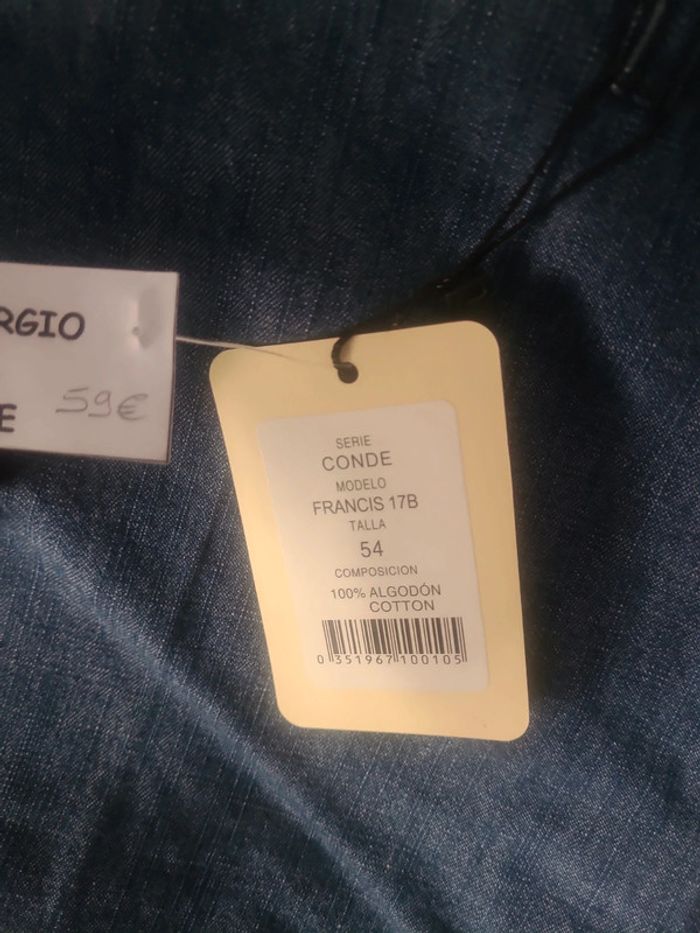 RGIO
E 59€
SERIE
CONDE
MODELO
FRANCIS 17B
TALLA
54
COMPOSICION
100% ALGODÓN
COTTON
0 351967 100105